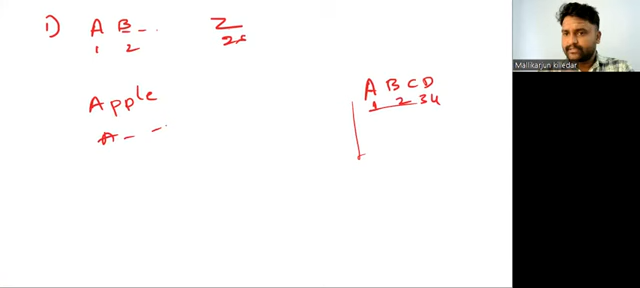 1) A B -- . Z
1 2 26
Apple
A - -
A B C D
1 2 3 4
Mallikarjun killedar